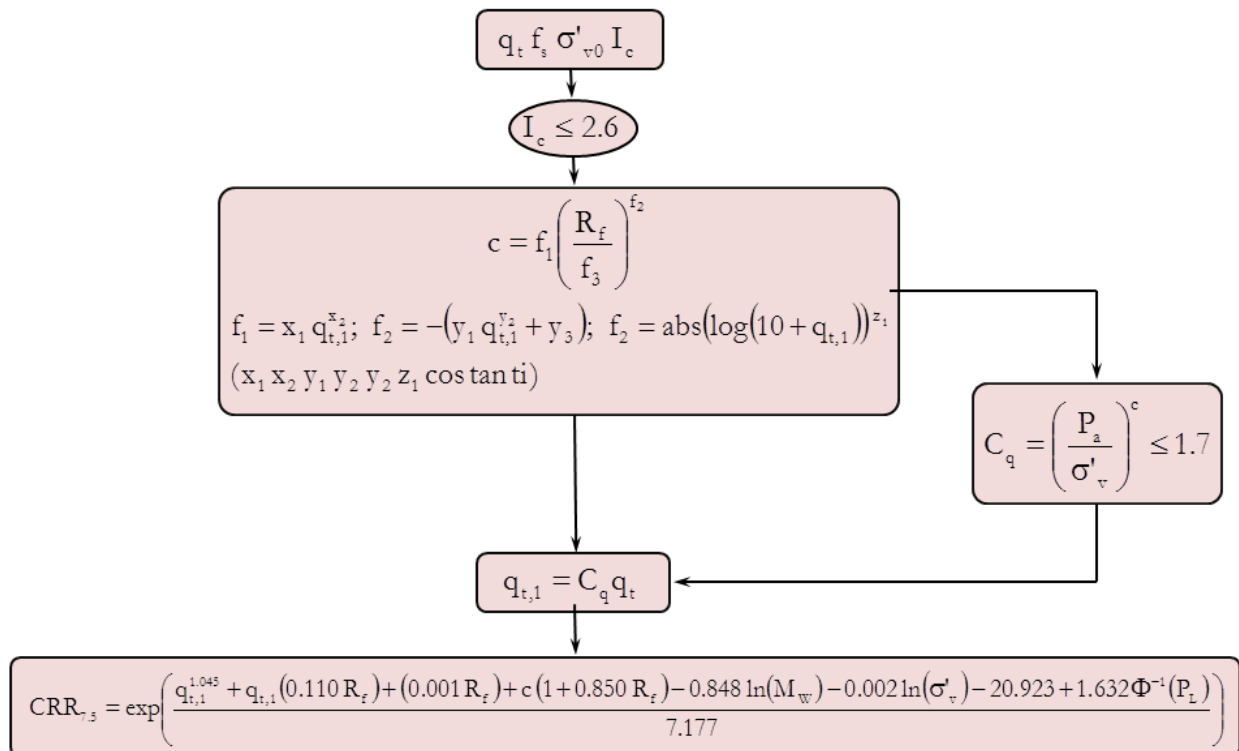 q_t f_s σ'_v0 I_c
I_c ≤ 2.6
c = f_1 (R_f / f_3)^f_2
f_1 = x_1 q_t,1^x_2; f_2 = −(y_1 q_t,1^y_2 + y_3); f_2 = abs(log(10 + q_t,1))^z_1
(x_1 x_2 y_1 y_2 y_2 z_1 cos tan ti)
C_q = (P_a / σ'_v)^c ≤ 1.7
q_t,1 = C_q q_t
CRR_7.5 = exp((q_t,1^1.045 + q_t,1 (0.110 R_f) + (0.001 R_f) + c (1 + 0.850 R_f) − 0.848 ln(M_W) − 0.002 ln(σ'_v) − 20.923 + 1.632 Φ^-1 (P_L)) / 7.177)